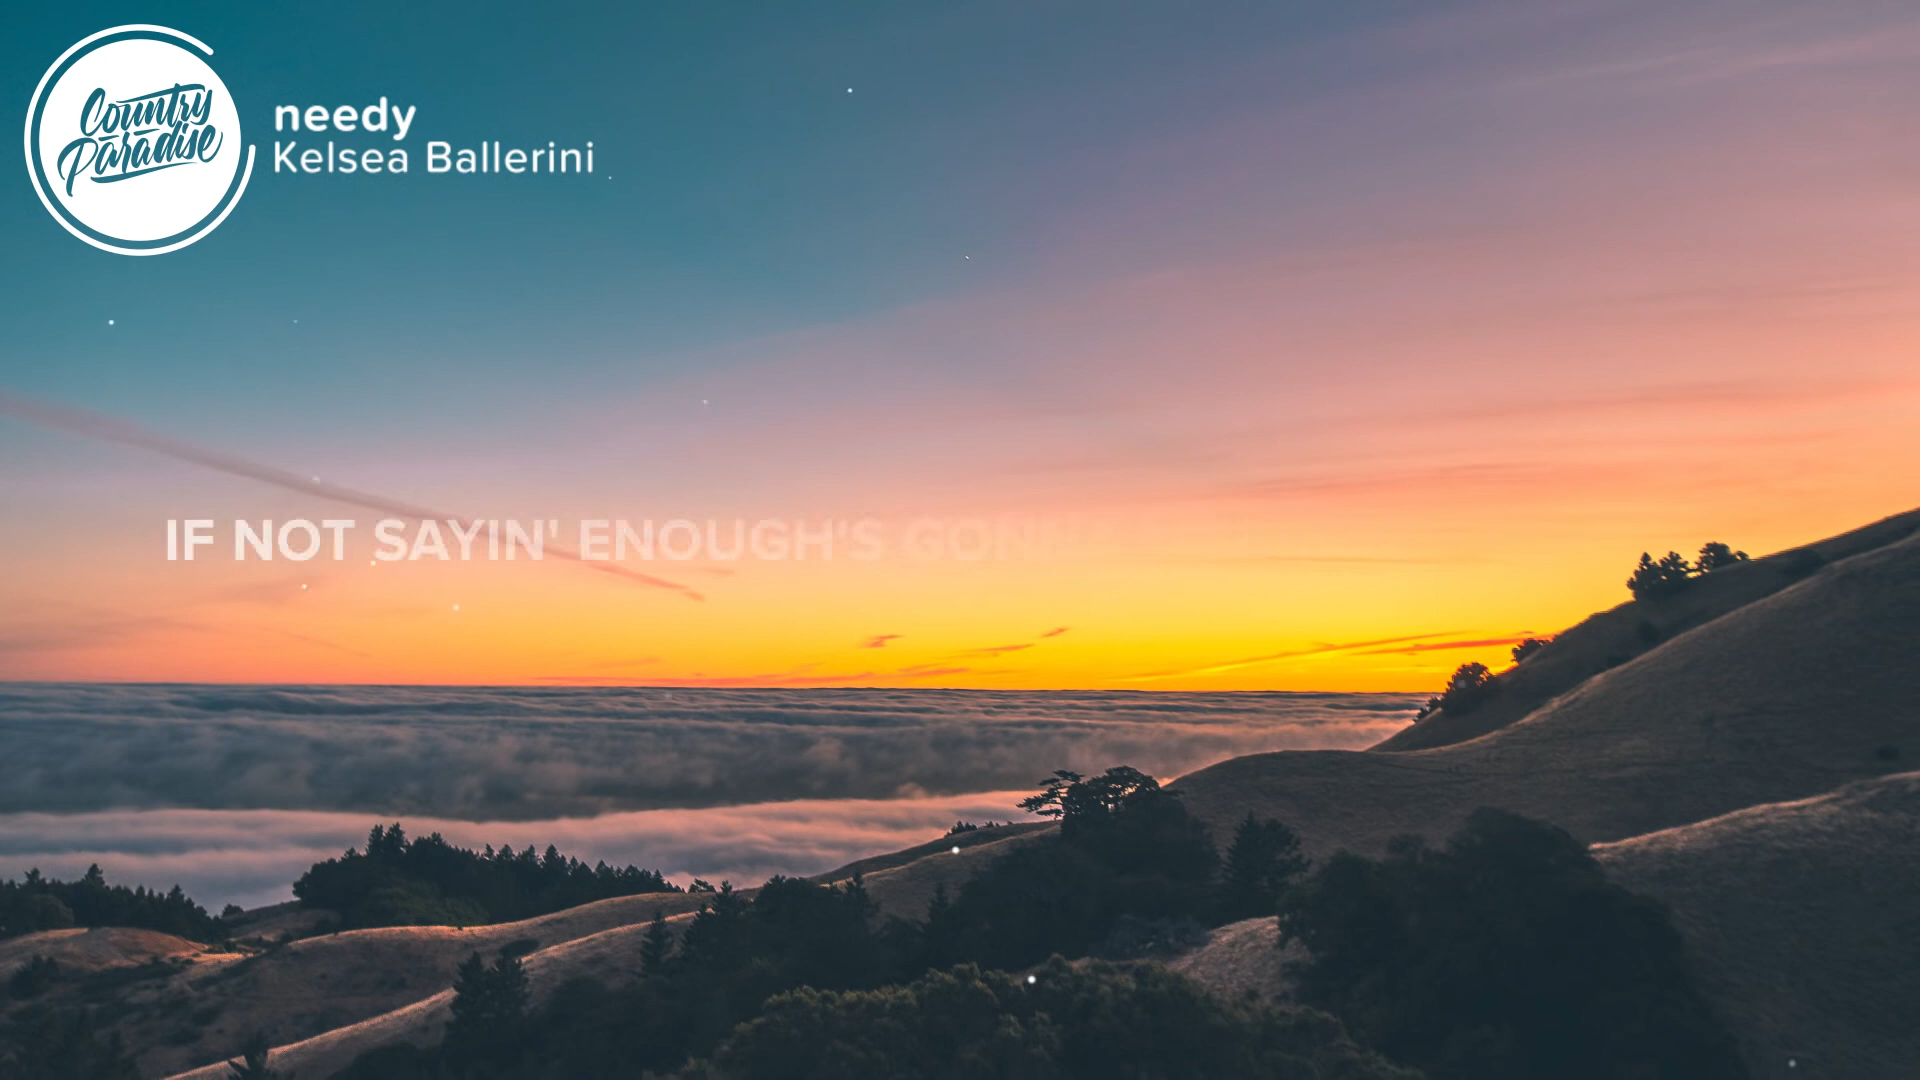 Country
Paradise
needy
Kelsea Ballerini
IF NOT SAYIN' ENOUGH'S